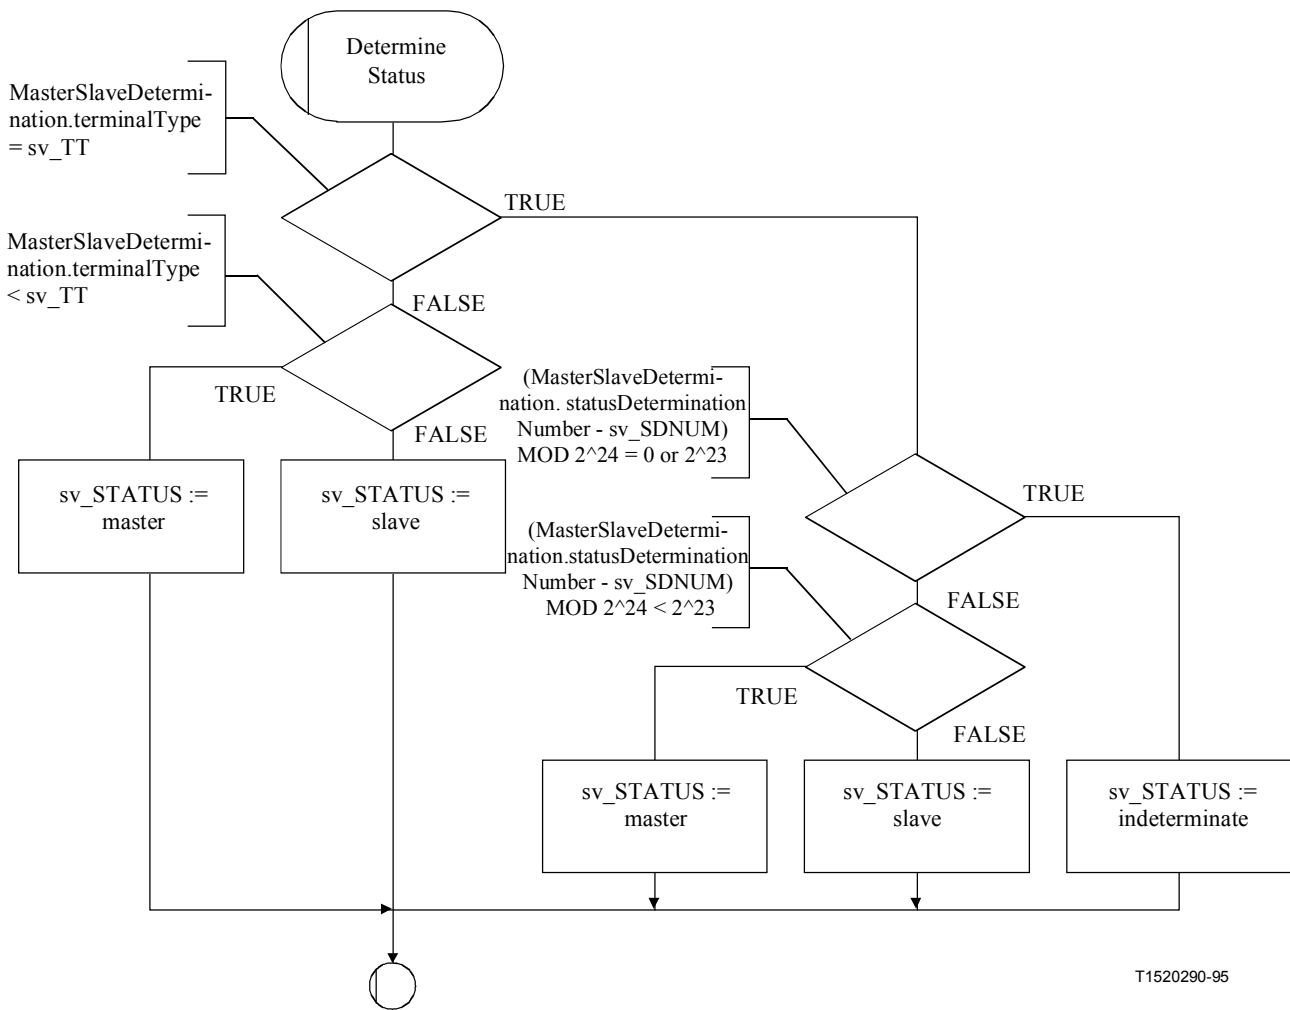 Determine
Status
MasterSlaveDetermi-
nation.terminalType
= sv_TT
TRUE
MasterSlaveDetermi-
nation.terminalType
< sv_TT
FALSE
TRUE
FALSE
(MasterSlaveDetermi-
nation. statusDetermination
Number - sv_SDNUM)
MOD 2^24 = 0 or 2^23
TRUE
sv_STATUS :=
master
sv_STATUS :=
slave
(MasterSlaveDetermi-
nation.statusDetermination
Number - sv_SDNUM)
MOD 2^24 < 2^23
FALSE
TRUE
FALSE
sv_STATUS :=
master
sv_STATUS :=
slave
sv_STATUS :=
indeterminate
T1520290-95